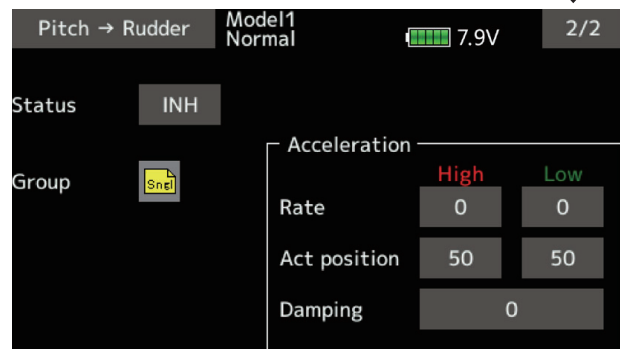 Pitch → Rudder
Model1
Normal
7.9V
2/2
Status INH
Acceleration
Group Sngl
High Low
Rate 0 0
Act position 50 50
Damping 0